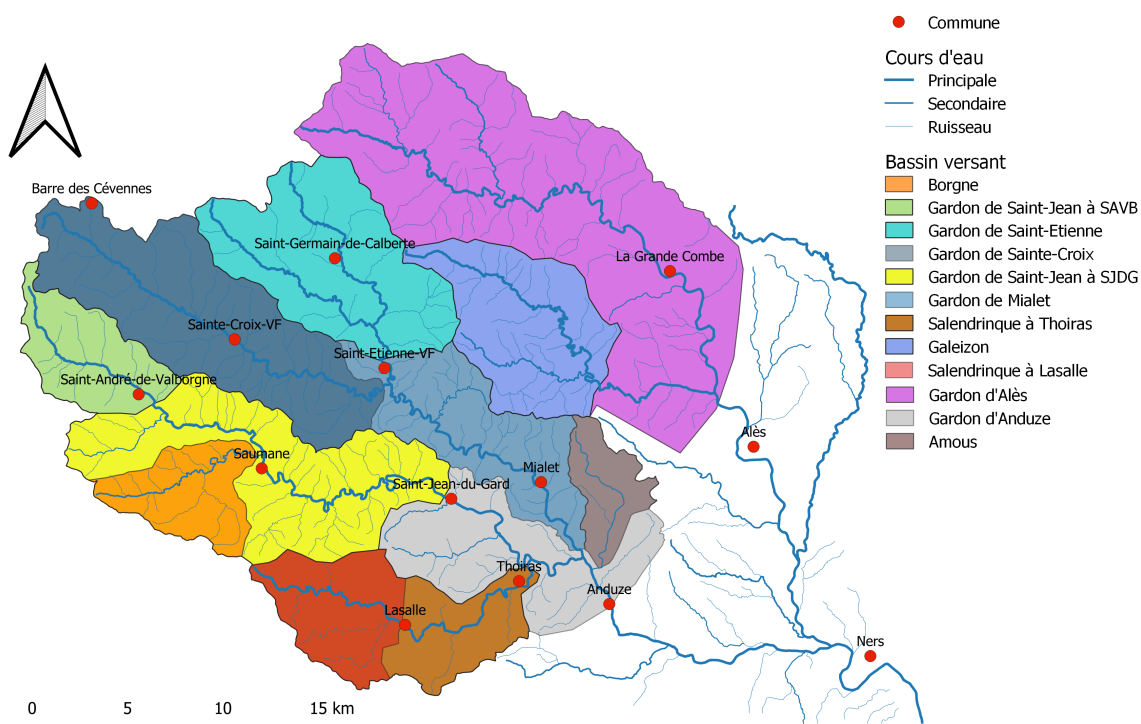 Commune
Cours d'eau
Principale
Secondaire
Ruisseau
Bassin versant
Borgne
Gardon de Saint-Jean à SAVB
Gardon de Saint-Etienne
Gardon de Sainte-Croix
Gardon de Saint-Jean à SJDG
Gardon de Mialet
Salendrinque à Thoiras
Galeizon
Salendrinque à Lasalle
Gardon d'Alès
Gardon d'Anduze
Amous
Barre des Cévennes
Saint-Germain-de-Calberte
La Grande Combe
Sainte-Croix-VF
Saint-Etienne-VF
Saint-André-de-Valborgne
Alès
Saumane
Mialet
Saint-Jean-du-Gard
Thoiras
Anduze
Lasalle
Ners
0 5 10 15 km